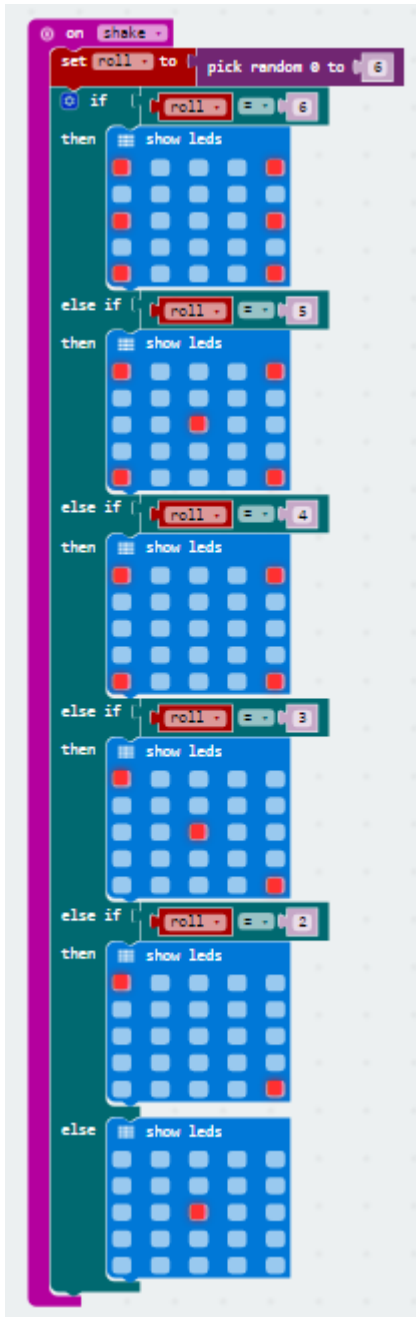 on shake
set roll to pick random 0 to 6
if roll = 6
then show leds
else if roll = 5
then show leds
else if roll = 4
then show leds
else if roll = 3
then show leds
else if roll = 2
then show leds
else show leds